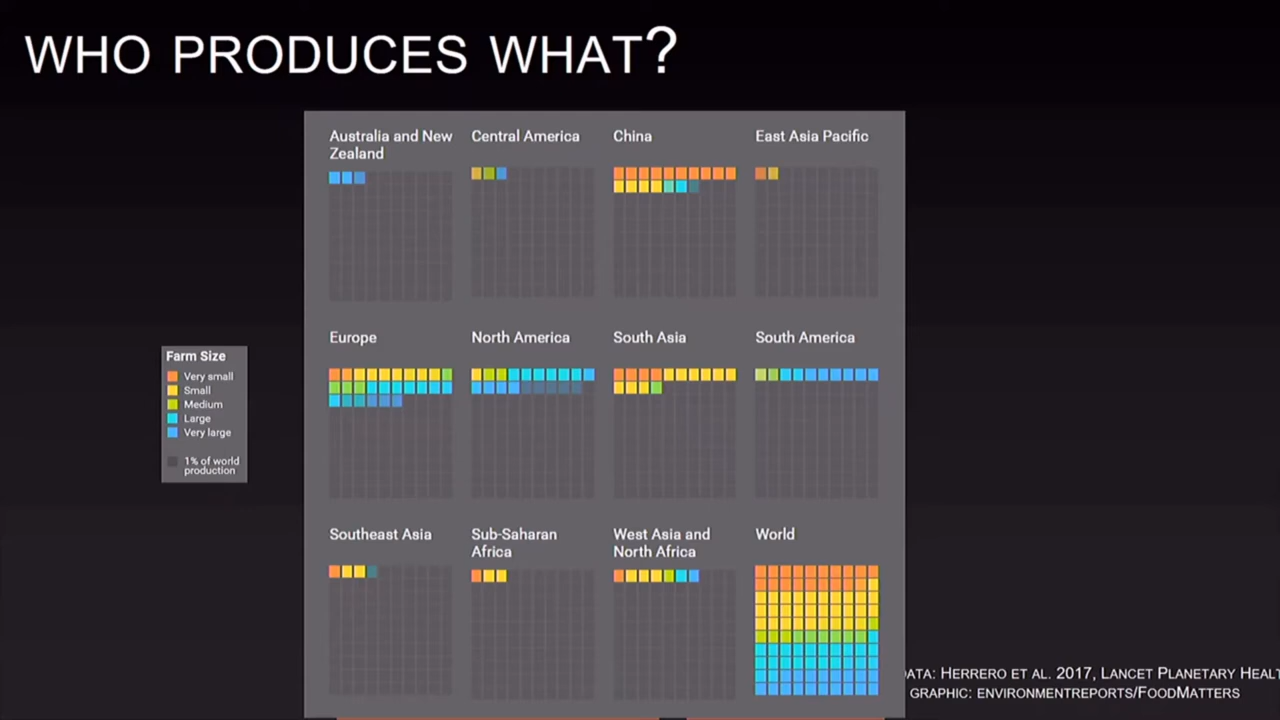 WHO PRODUCES WHAT?
Australia and New
Zealand
Central America
China
East Asia Pacific
Europe
North America
South Asia
South America
Farm Size
Very small
Small
Medium
Large
Very large
1% of world
production
Southeast Asia
Sub-Saharan
Africa
West Asia and
North Africa
World
DATA: HERRERO ET AL. 2017, LANCET PLANETARY HEALT
GRAPHIC: ENVIRONMENTREPORTS/FOODMATTERS